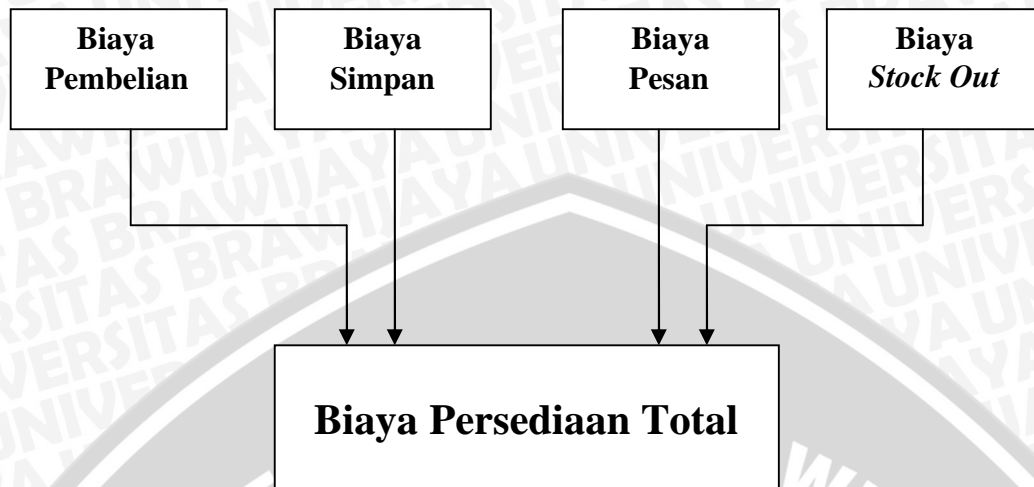 Biaya
Pembelian
Biaya
Simpan
Biaya
Pesan
Biaya
Stock Out
Biaya Persediaan Total